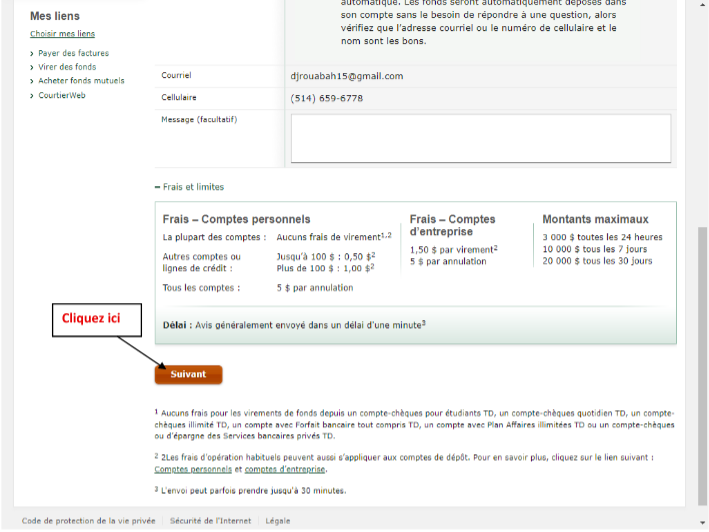 automatique. Les fonds seront automatiquement déposés dans
son compte sans le besoin de répondre à une question, alors
vérifiez que l'adresse courriel ou le numéro de cellulaire et le
nom sont les bons.
Mes liens
Choisir mes liens
› Payer des factures
› Virer des fonds
› Acheter fonds mutuels
› CourtierWeb
Courriel djrouabah15@gmail.com
Cellulaire (514) 659-6778
Message (facultatif)
– Frais et limites
Frais – Comptes personnels
La plupart des comptes : Aucuns frais de virement1,2
Autres comptes ou Jusqu'à 100 $ : 0,50 $2
lignes de crédit : Plus de 100 $ : 1,00 $2
Tous les comptes : 5 $ par annulation
Frais – Comptes
d'entreprise
1,50 $ par virement2
5 $ par annulation
Montants maximaux
3 000 $ toutes les 24 heures
10 000 $ tous les 7 jours
20 000 $ tous les 30 jours
Délai : Avis généralement envoyé dans un délai d'une minute3
Cliquez ici
Suivant
1 Aucuns frais pour les virements de fonds depuis un compte-chèques pour étudiants TD, un compte-chèques quotidien TD, un compte-
chèques illimité TD, un compte avec Forfait bancaire tout compris TD, un compte avec Plan Affaires illimitées TD ou un compte-chèques
ou d'épargne des Services bancaires privés TD.
2 2Les frais d'opération habituels peuvent aussi s'appliquer aux comptes de dépôt. Pour en savoir plus, cliquez sur le lien suivant :
Comptes personnels et comptes d'entreprise.
3 L'envoi peut parfois prendre jusqu'à 30 minutes.
Code de protection de la vie privée | Sécurité de l'Internet | Légale